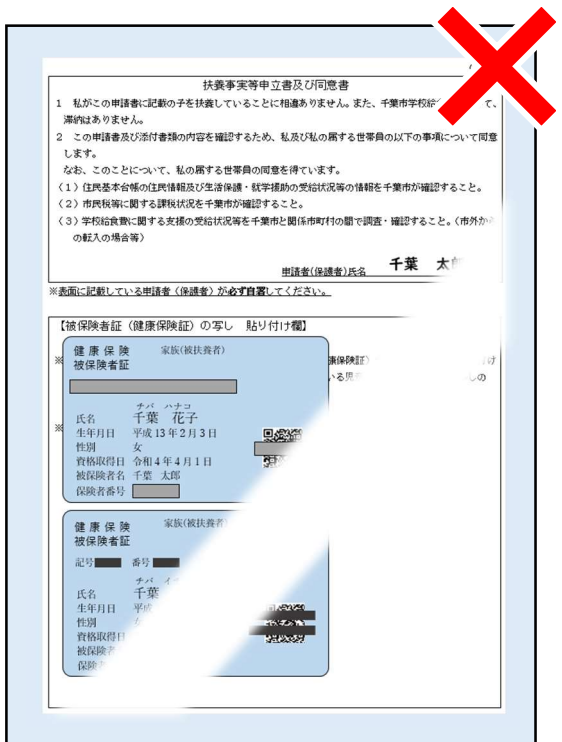 扶養事実等申立書及び同意書
1 私がこの申請書に記載の子を扶養していることに相違ありません。また、千葉市学校給 て、
滞納はありません。
2 この申請書及び添付書類の内容を確認するため、私及び私の属する世帯員の以下の事項について同意
します。
なお、このことについて、私の属する世帯員の同意を得ています。
(1)住民基本台帳の住民情報及び生活保護・就学援助の受給状況等の情報を千葉市が確認すること。
(2)市民税等に関する課税状況を千葉市が確認すること。
(3)学校給食費に関する支援の受給状況等を千葉市と関係市町村の間で調査・確認すること。(市外か
の転入の場合等)
申請者(保護者)氏名 千葉 太郎
※表面に記載している申請者(保護者)が必ず自署してください。
【被保険者証(健康保険証)の写し 貼り付け欄】
健康保険 家族(被扶養者)
被保険者証
※ 康保険証) け
いる児 しの
チバ ハナコ
氏名 千葉 花子
※
生年月日 平成13年2月3日
性別 女
資格取得日 令和4年4月1日
被保険者名 千葉 太郎
保険者番号
健康保険 家族(被扶養者)
被保険者証
記号 番号
チバ イ
氏名 千葉
生年月日 平成
性別
資格取得日
被保険者
保険